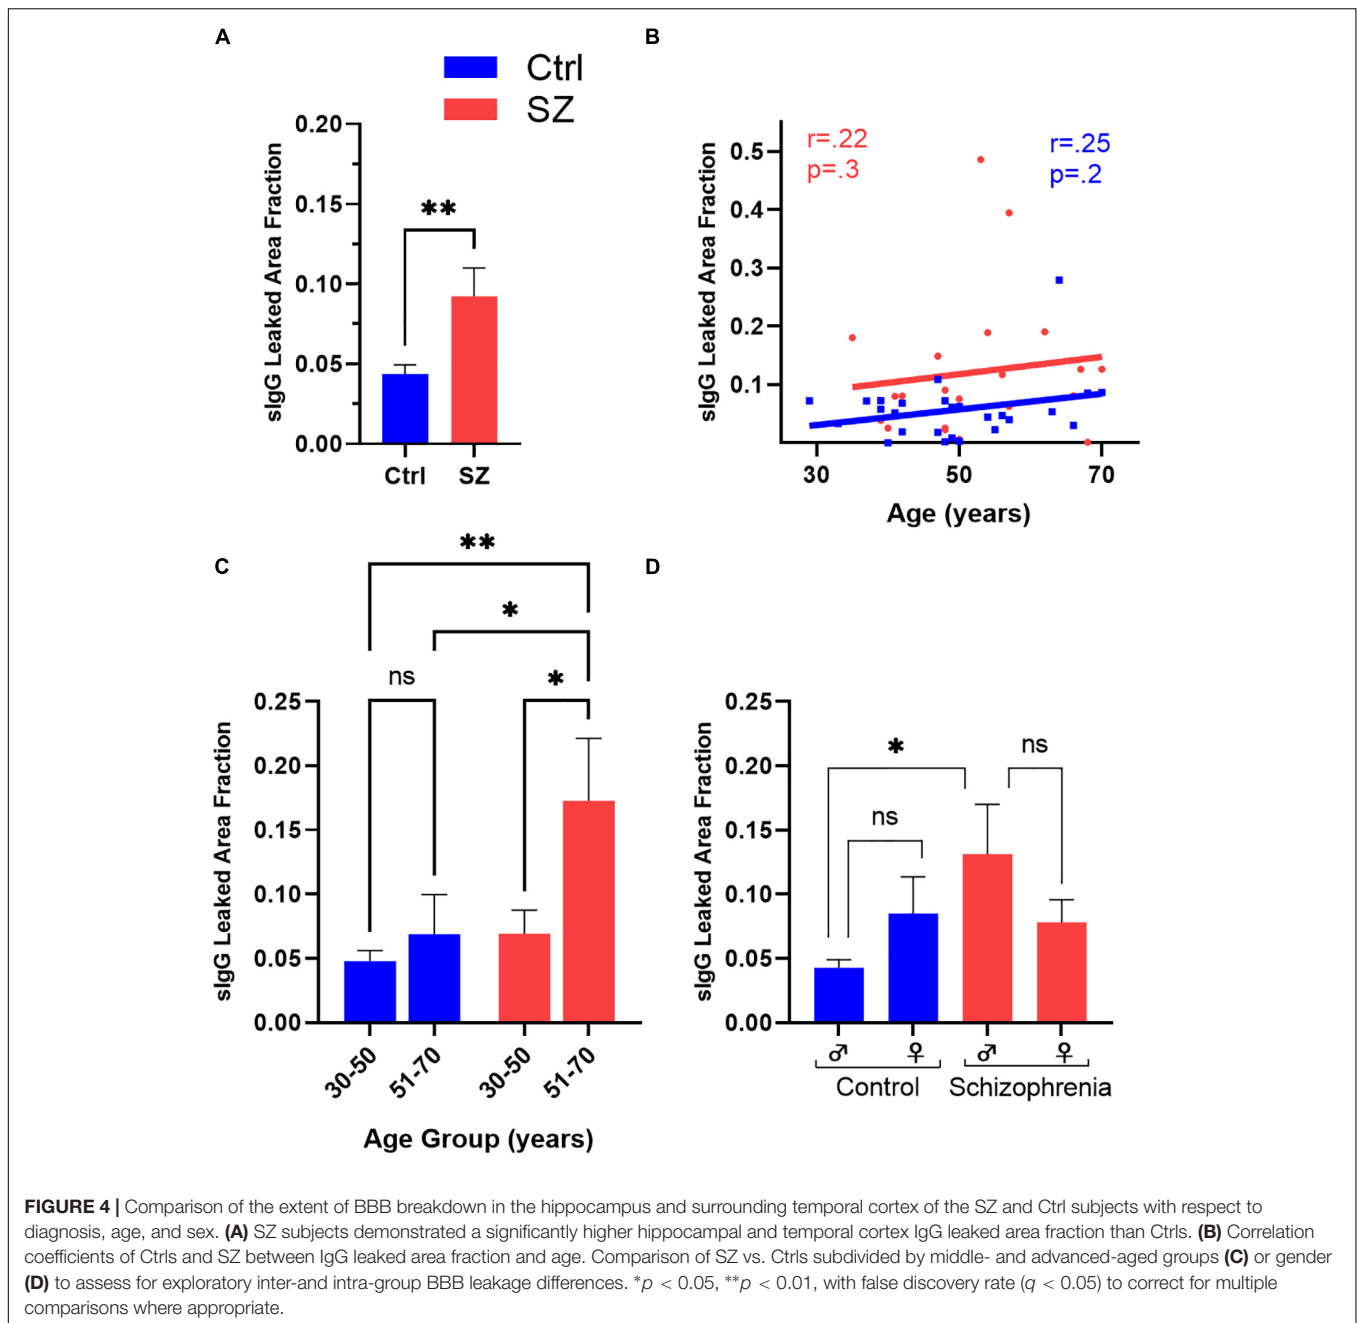 A
Ctrl
SZ
sIgG Leaked Area Fraction
0.20
0.15
0.10
0.05
0.00
**
Ctrl SZ
B
sIgG Leaked Area Fraction
0.5
0.4
0.3
0.2
0.1
r=.22
p=.3
r=.25
p=.2
30 50 70
Age (years)
C
sIgG Leaked Area Fraction
0.25
0.20
0.15
0.10
0.05
0.00
**
*
ns
*
30-50 51-70 30-50 51-70
Age Group (years)
D
sIgG Leaked Area Fraction
0.25
0.20
0.15
0.10
0.05
0.00
*
ns
ns
♂ ♀ ♂ ♀
Control Schizophrenia
FIGURE 4 | Comparison of the extent of BBB breakdown in the hippocampus and surrounding temporal cortex of the SZ and Ctrl subjects with respect to
diagnosis, age, and sex. (A) SZ subjects demonstrated a significantly higher hippocampal and temporal cortex IgG leaked area fraction than Ctrls. (B) Correlation
coefficients of Ctrls and SZ between IgG leaked area fraction and age. Comparison of SZ vs. Ctrls subdivided by middle- and advanced-aged groups (C) or gender
(D) to assess for exploratory inter-and intra-group BBB leakage differences. *p < 0.05, **p < 0.01, with false discovery rate (q < 0.05) to correct for multiple
comparisons where appropriate.